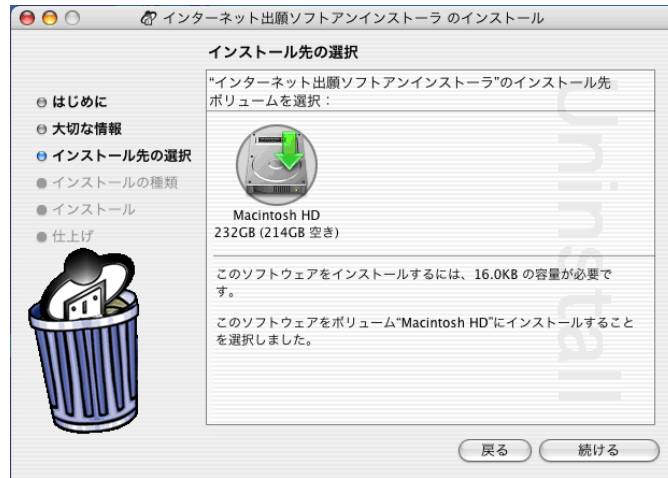 インターネット出願ソフトアンインストーラ のインストール
インストール先の選択
はじめに
大切な情報
インストール先の選択
インストールの種類
インストール
仕上げ
“インターネット出願ソフトアンインストーラ”のインストール先
ボリュームを選択：
Macintosh HD
232GB (214GB 空き)
このソフトウェアをインストールするには、16.0KB の容量が必要で
す。
このソフトウェアをボリューム“Macintosh HD”にインストールすること
を選択しました。
Uninstall
戻る
続ける